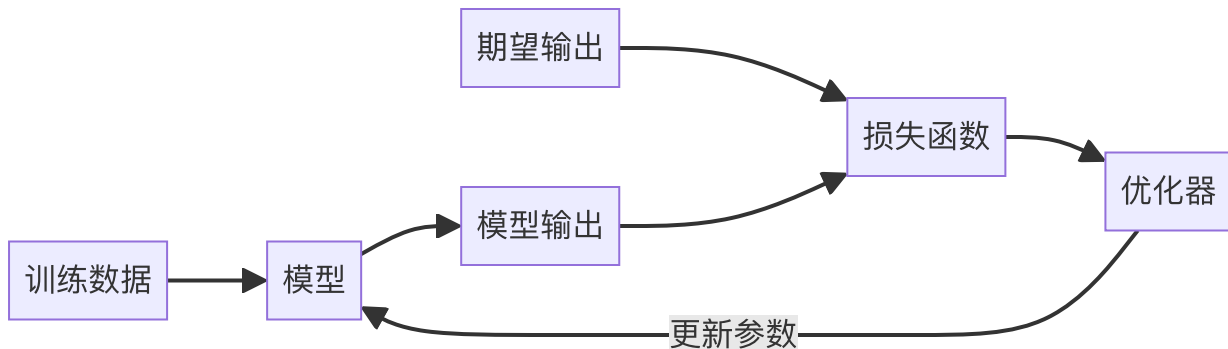 期望输出
损失函数
优化器
模型输出
训练数据
模型
更新参数